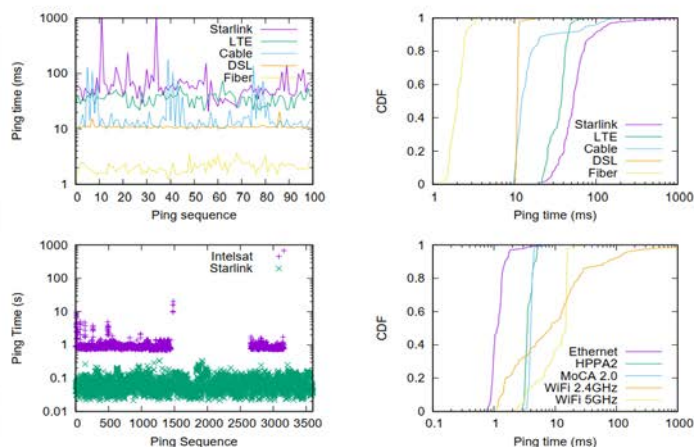 1000
100
10
1
Ping time (ms)
Starlink
LTE
Cable
DSL
Fiber
0 10 20 30 40 50 60 70 80 90 100
Ping sequence
1
0.8
0.6
0.4
0.2
0
CDF
Starlink
LTE
Cable
DSL
Fiber
1 10 100 1000
Ping time (ms)
1000
100
10
1
0.1
0.01
Ping Time (s)
Intelsat
Starlink
0 500 1000 1500 2000 2500 3000 3500
Ping Sequence
1
0.8
0.6
0.4
0.2
0
CDF
Ethernet
HPPA2
MoCA 2.0
WiFi 2.4GHz
WiFi 5GHz
0.1 1 10 100 1000
Ping time (ms)